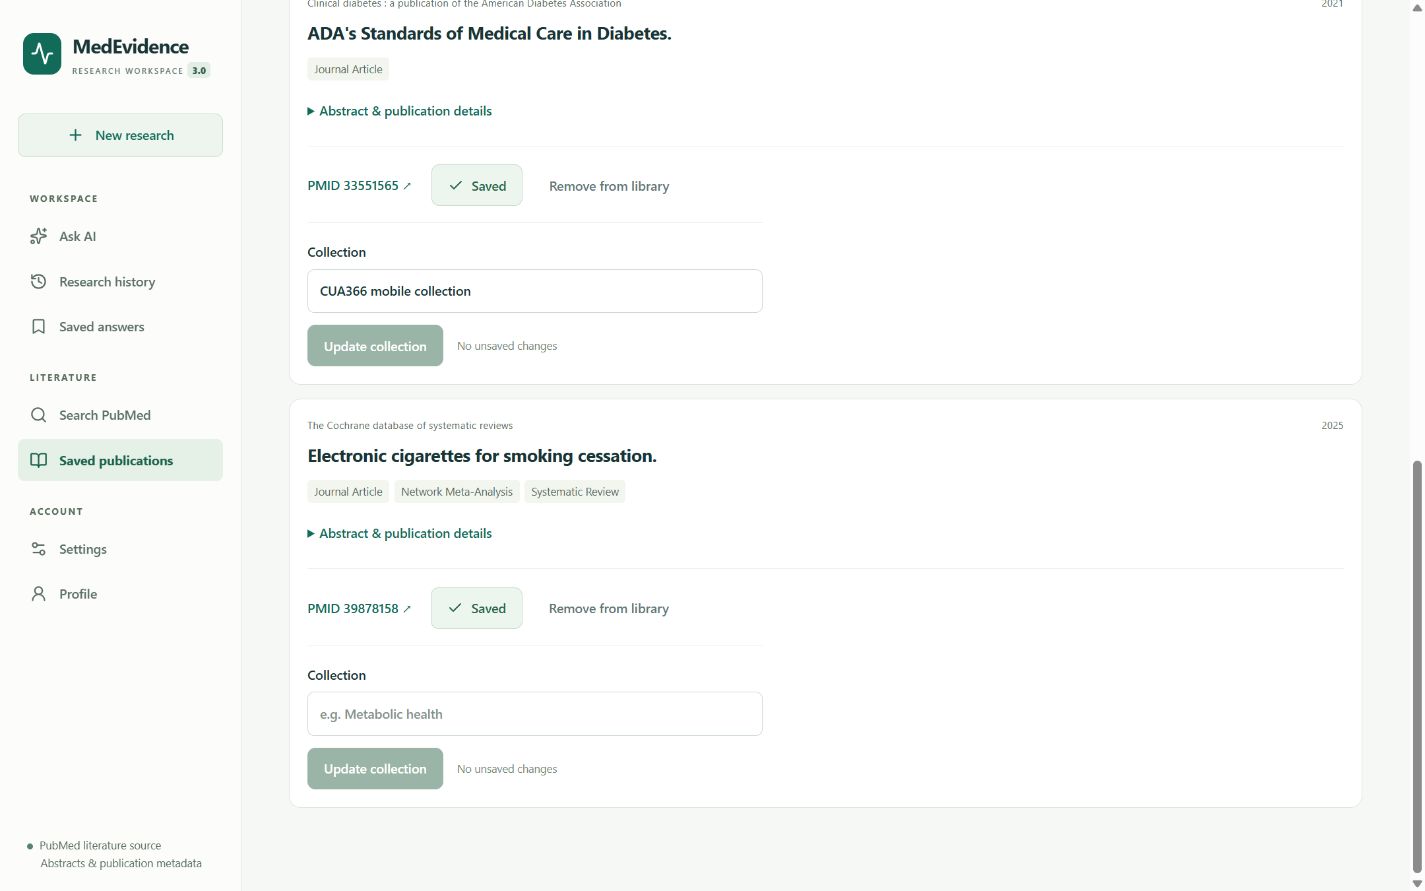 MedEvidence
RESEARCH WORKSPACE 3.0
New research
WORKSPACE
Ask AI
Research history
Saved answers
LITERATURE
Search PubMed
Saved publications
ACCOUNT
Settings
Profile
PubMed literature source
Abstracts & publication metadata
Clinical diabetes : a publication of the American Diabetes Association 2021
ADA's Standards of Medical Care in Diabetes.
Journal Article
Abstract & publication details
PMID 33551565 Saved Remove from library
Collection
CUA366 mobile collection
Update collection No unsaved changes
The Cochrane database of systematic reviews 2025
Electronic cigarettes for smoking cessation.
Journal Article Network Meta-Analysis Systematic Review
Abstract & publication details
PMID 39878158 Saved Remove from library
Collection
e.g. Metabolic health
Update collection No unsaved changes